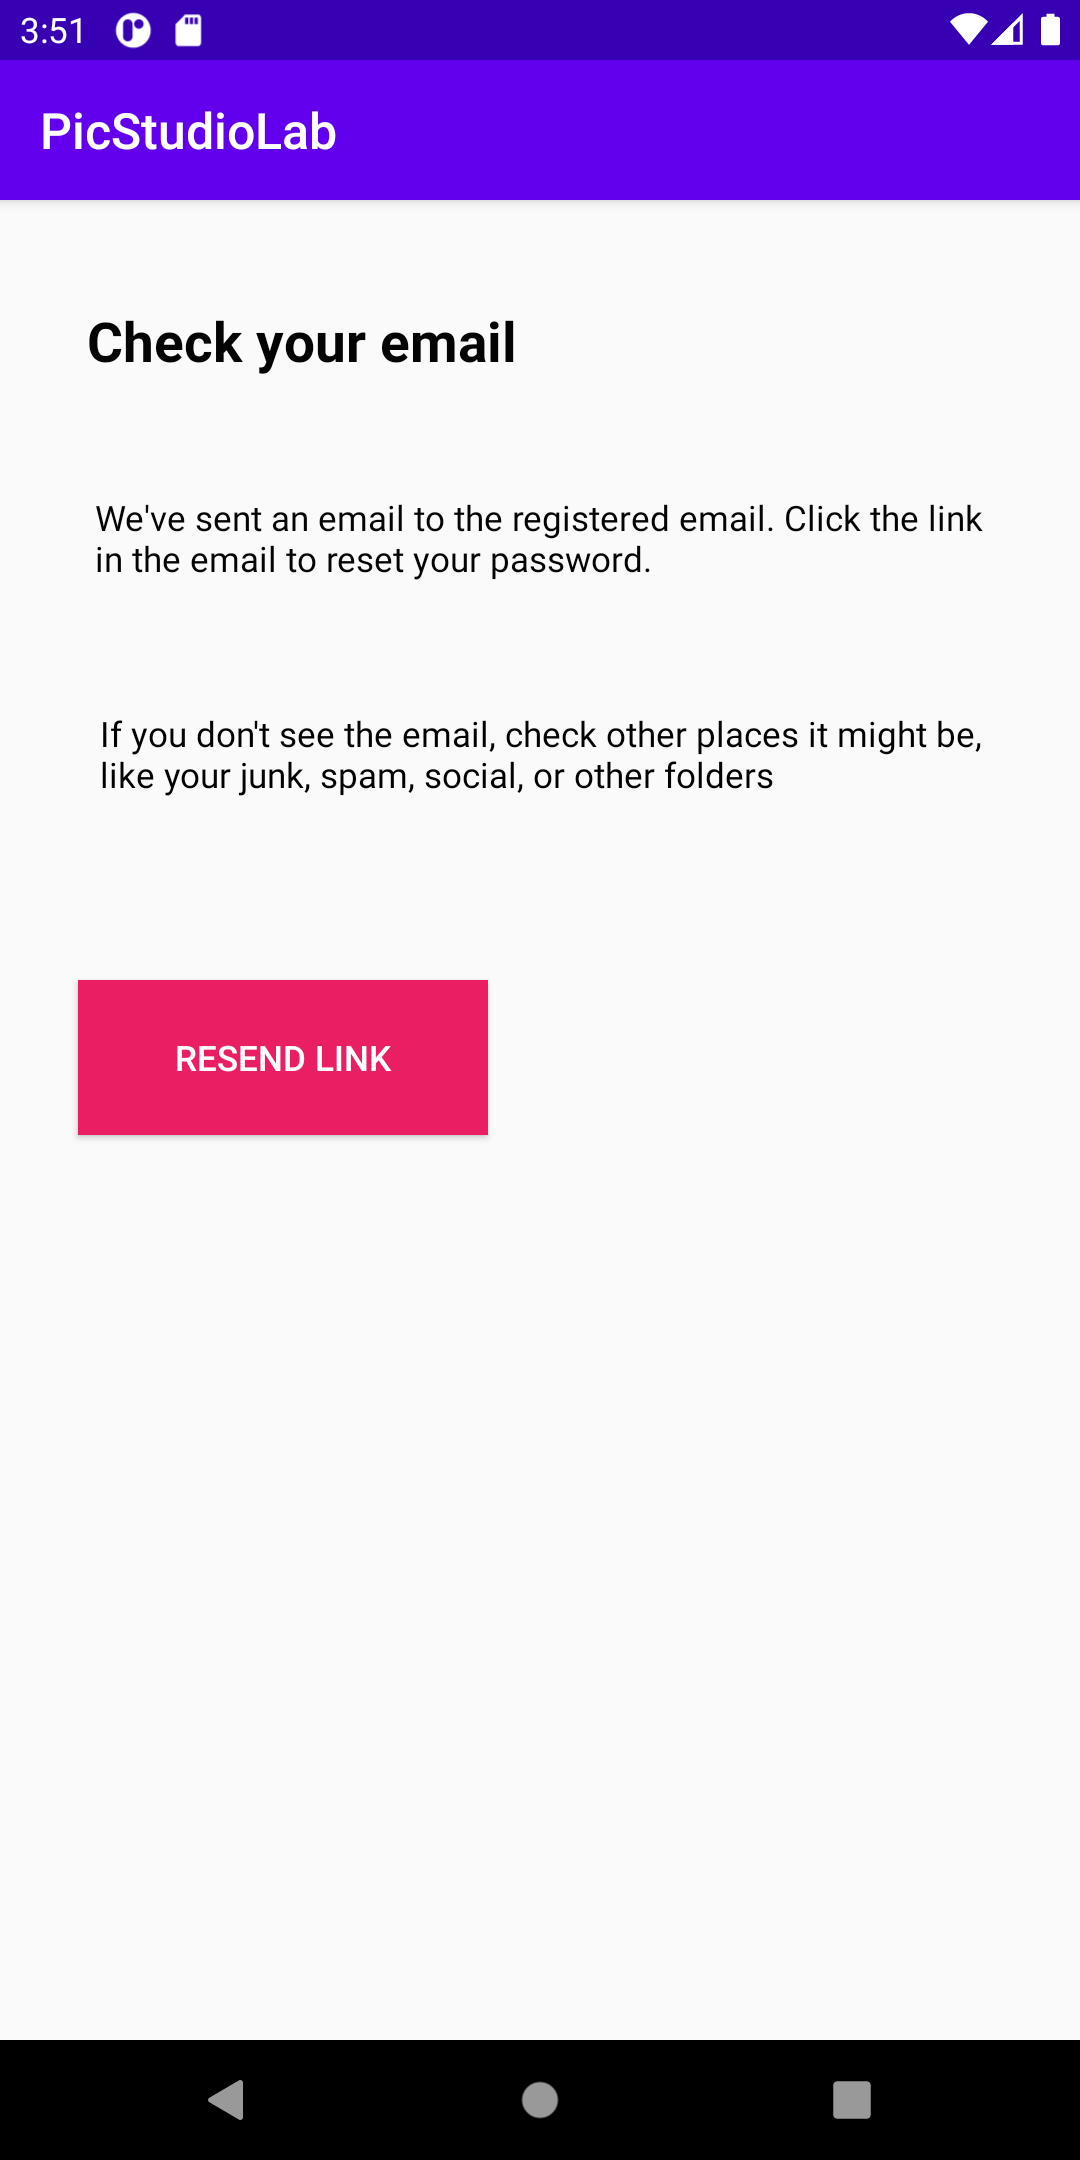 3:51
PicStudioLab
Check your email
We've sent an email to the registered email. Click the link
in the email to reset your password.
If you don't see the email, check other places it might be,
like your junk, spam, social, or other folders
RESEND LINK